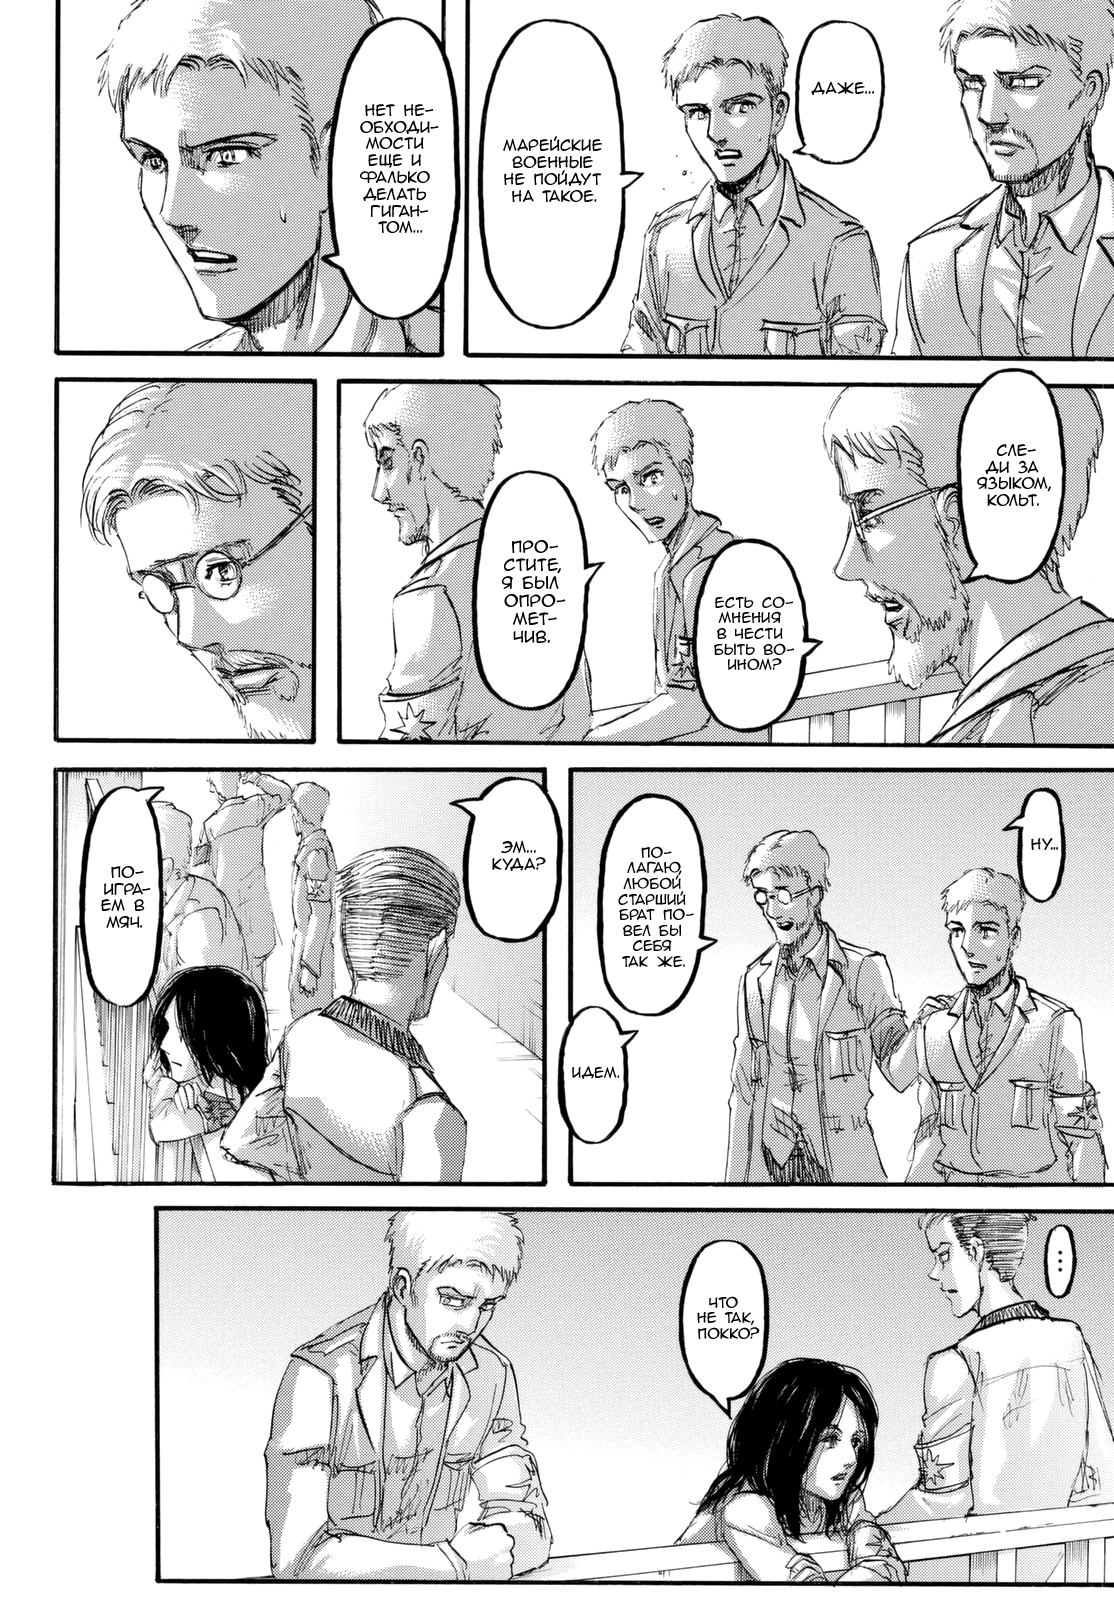 ДАЖЕ...
МАРЕЙСКИЕ
ВОЕННЫЕ
НЕ ПОЙДУТ
НА ТАКОЕ.
НЕТ НЕ-
ОБХОДИ-
МОСТИ
ЕЩЕ И
ФАЛЬКО
ДЕЛАТЬ
ГИГАН-
ТОМ...
СЛЕ-
ДИ ЗА
ЯЗЫКОМ,
КОЛЬТ.
ЕСТЬ СО-
МНЕНИЯ
В ЧЕСТИ
БЫТЬ ВО-
ИНОМ?
ПРО-
СТИТЕ,
Я БЫЛ
ОПРО-
МЕТ-
ЧИВ.
НУ...
ПО-
ЛАГАЮ,
ЛЮБОЙ
СТАРШИЙ
БРАТ ПО-
ВЕЛ БЫ
СЕБЯ
ТАК ЖЕ.
ИДЕМ.
ЭМ...
КУДА?
ПО-
ИГРА-
ЕМ В
МЯЧ.
...
ЧТО
НЕ ТАК,
ПОККО?